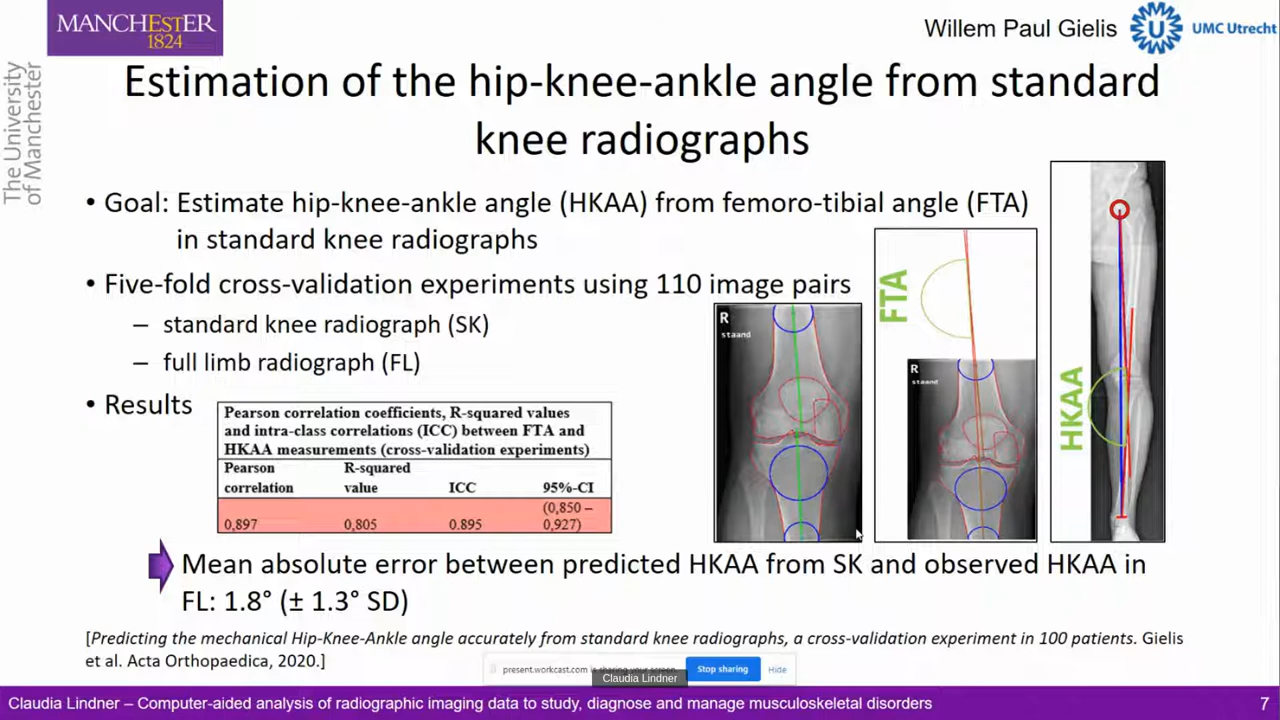 MANCHESTER
1824
The University
of Manchester
Willem Paul Gielis
UMC Utrecht
Estimation of the hip-knee-ankle angle from standard
knee radiographs
• Goal: Estimate hip-knee-ankle angle (HKAA) from femoro-tibial angle (FTA)
in standard knee radiographs
• Five-fold cross-validation experiments using 110 image pairs
– standard knee radiograph (SK)
– full limb radiograph (FL)
• Results
Pearson correlation coefficients, R-squared values
and intra-class correlations (ICC) between FTA and
HKAA measurements (cross-validation experiments)
Pearson correlation R-squared value ICC 95%-CI
0,897 0,805 0.895 (0,850 – 0,927)
R
staand
FTA
R
staand
HKAA
Mean absolute error between predicted HKAA from SK and observed HKAA in
FL: 1.8° (± 1.3° SD)
[Predicting the mechanical Hip-Knee-Ankle angle accurately from standard knee radiographs, a cross-validation experiment in 100 patients. Gielis
et al. Acta Orthopaedica, 2020.]
present.workcast.com is sharing your screen. Stop sharing Hide
Claudia Lindner
Claudia Lindner – Computer-aided analysis of radiographic imaging data to study, diagnose and manage musculoskeletal disorders 7